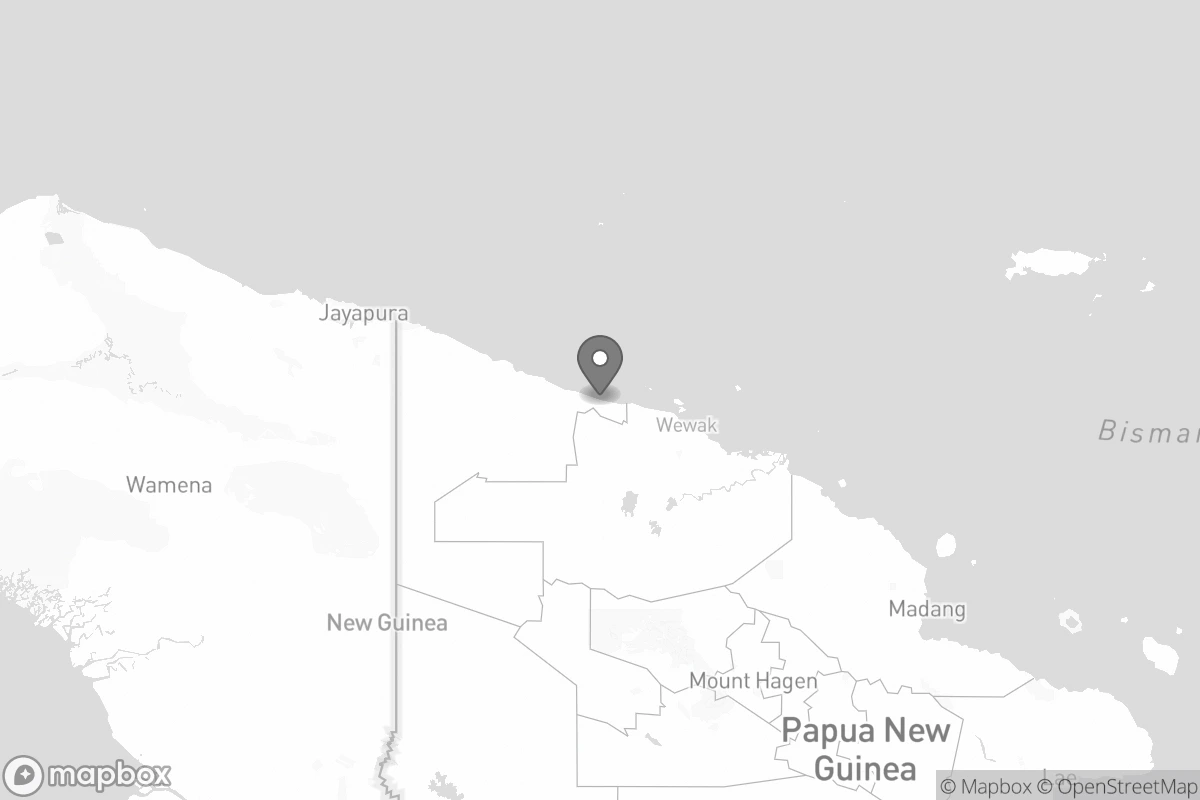 Jayapura
Wewak
Bismar
Wamena
Madang
New Guinea
Mount Hagen
Papua New
Guinea
mapbox
© Mapbox © OpenStreetMap